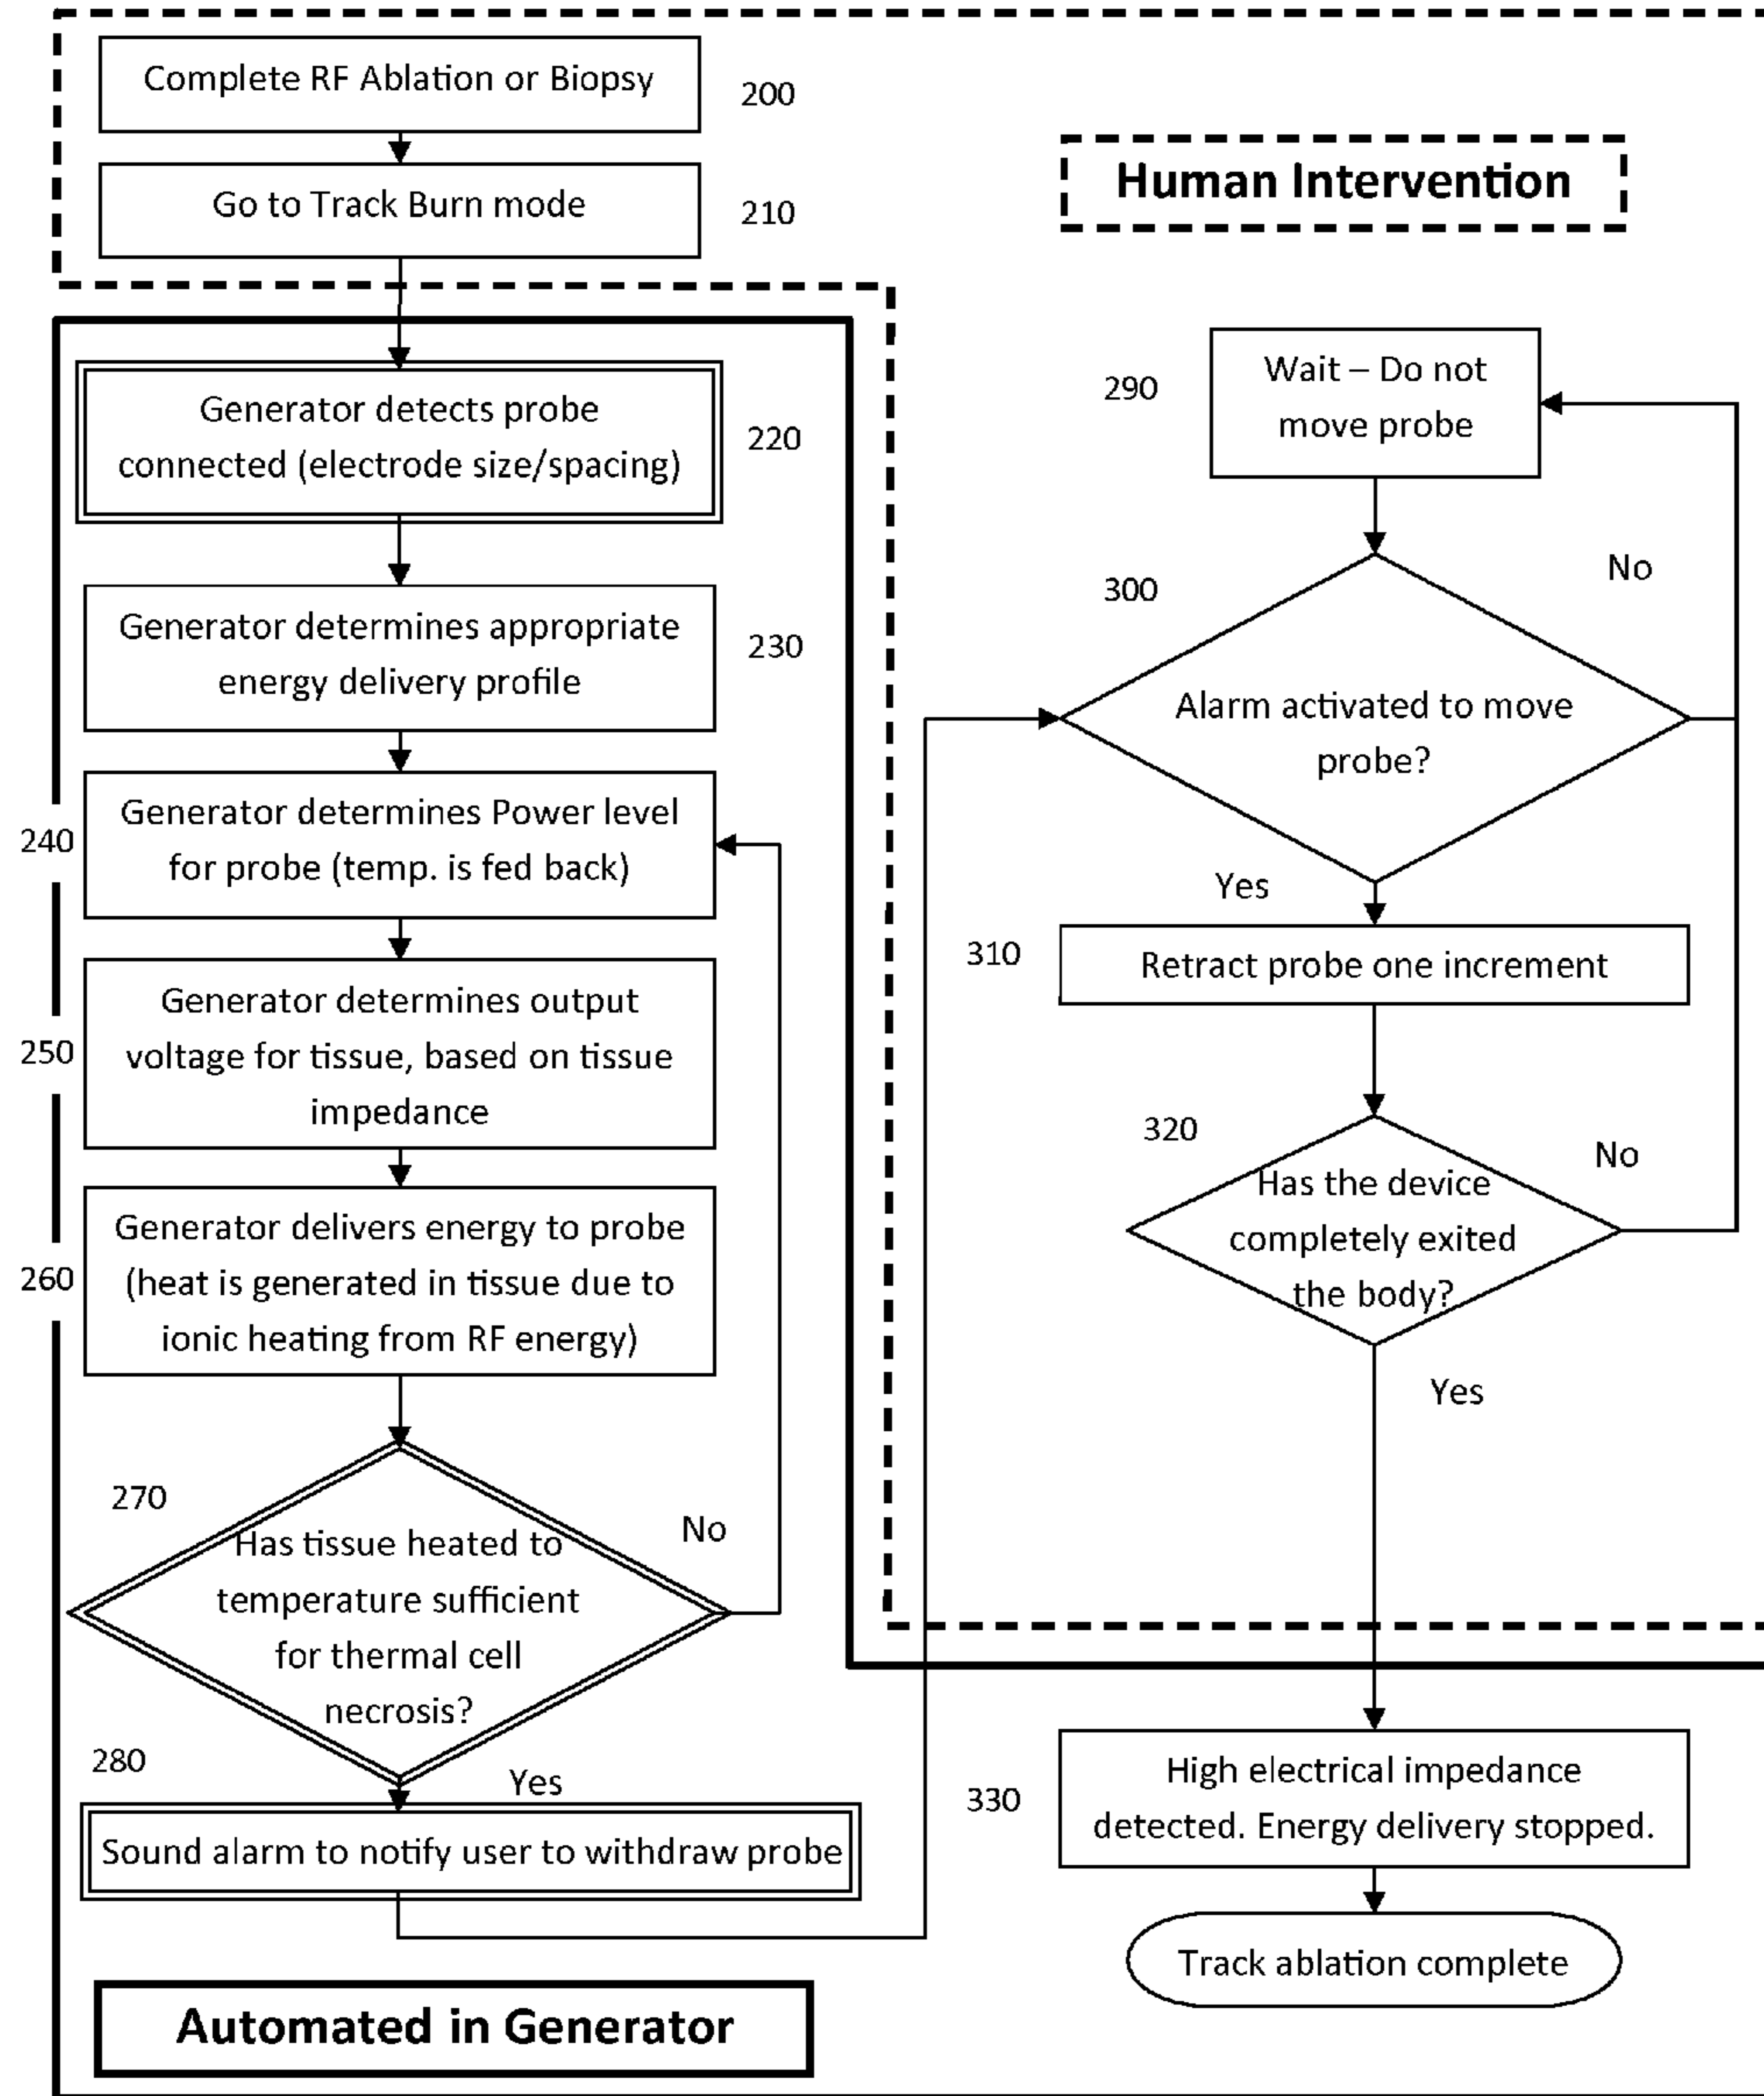 Complete RF Ablation or Biopsy
200
Go to Track Burn mode
210
Human Intervention
Generator detects probe
connected (electrode size/spacing)
220
Generator determines appropriate
energy delivery profile
230
Generator determines Power level
for probe (temp. is fed back)
240
Generator determines output
voltage for tissue, based on tissue
impedance
250
Generator delivers energy to probe
(heat is generated in tissue due to
ionic heating from RF energy)
260
270
Has tissue heated to
temperature sufficient
for thermal cell
necrosis?
No
280
Yes
Sound alarm to notify user to withdraw probe
Automated in Generator
290
Wait – Do not
move probe
300
No
Alarm activated to move
probe?
Yes
310
Retract probe one increment
320
No
Has the device
completely exited
the body?
Yes
330
High electrical impedance
detected. Energy delivery stopped.
Track ablation complete